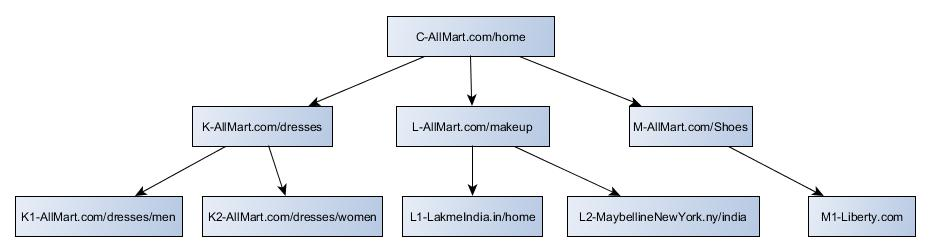 C-AllMart.com/home
K-AllMart.com/dresses
L-AllMart.com/makeup
M-AllMart.com/Shoes
K1-AllMart.com/dresses/men
K2-AllMart.com/dresses/women
L1-LakmeIndia.in/home
L2-MaybellineNewYork.ny/india
M1-Liberty.com